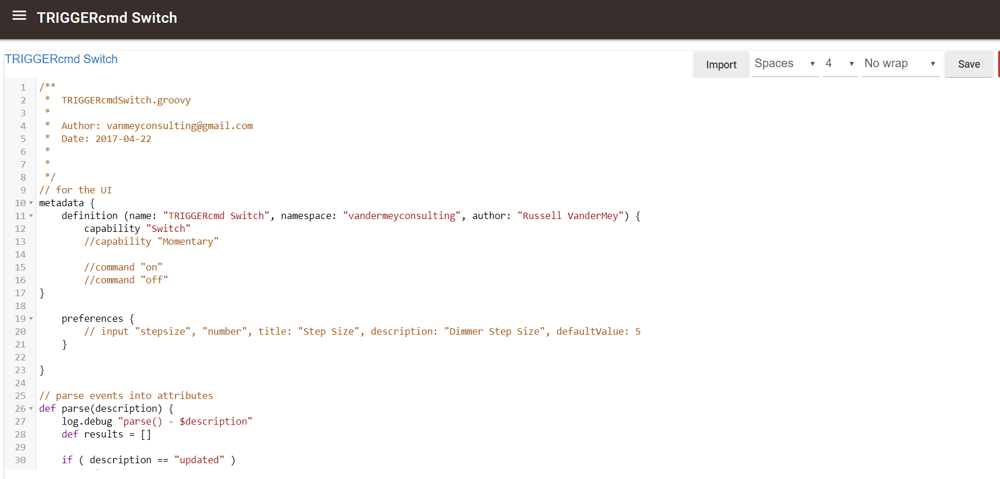 TRIGGERcmd Switch
TRIGGERcmd Switch
Import Spaces 4 No wrap Save
1 /**
2  *  TRIGGERcmdSwitch.groovy
3  *
4  *  Author: vanmeyconsulting@gmail.com
5  *  Date: 2017-04-22
6  *
7  *
8  */
9 // for the UI
10 metadata {
11     definition (name: "TRIGGERcmd Switch", namespace: "vandermeyconsulting", author: "Russell VanderMey") {
12         capability "Switch"
13         //capability "Momentary"
14
15         //command "on"
16         //command "off"
17 }
18
19     preferences {
20         // input "stepsize", "number", title: "Step Size", description: "Dimmer Step Size", defaultValue: 5
21     }
22
23 }
24
25 // parse events into attributes
26 def parse(description) {
27     log.debug "parse() - $description"
28     def results = []
29
30     if ( description == "updated" )